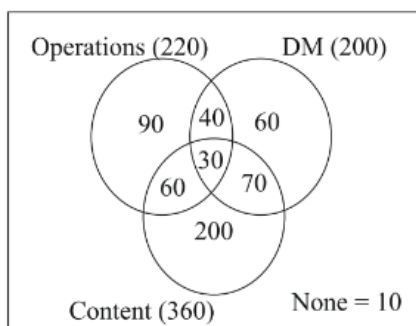 Operations (220) DM (200)
90 40 60
30
60 70
200
Content (360) None = 10